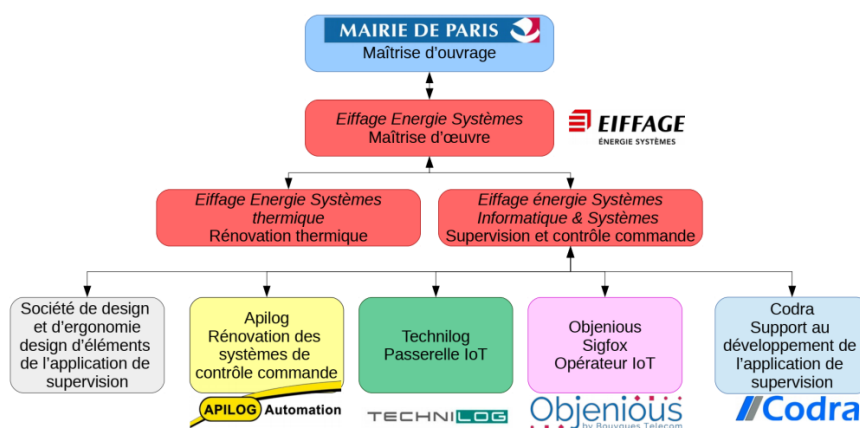 MAIRIE DE PARIS
Maîtrise d'ouvrage
Eiffage Energie Systèmes
Maîtrise d'œuvre
EIFFAGE
ÉNERGIE SYSTÈMES
Eiffage Energie Systèmes
thermique
Rénovation thermique
Eiffage énergie Systèmes
Informatique & Systèmes
Supervision et contrôle commande
Société de design
et d'ergonomie
design d'éléments
de l'application de
supervision
Apilog
Rénovation des
systèmes de
contrôle commande
APILOG Automation
Technilog
Passerelle IoT
TECHNILOG
Objenious
Sigfox
Opérateur IoT
Objenious
by Bouygues Telecom
Codra
Support au
développement de
l'application de
supervision
Codra